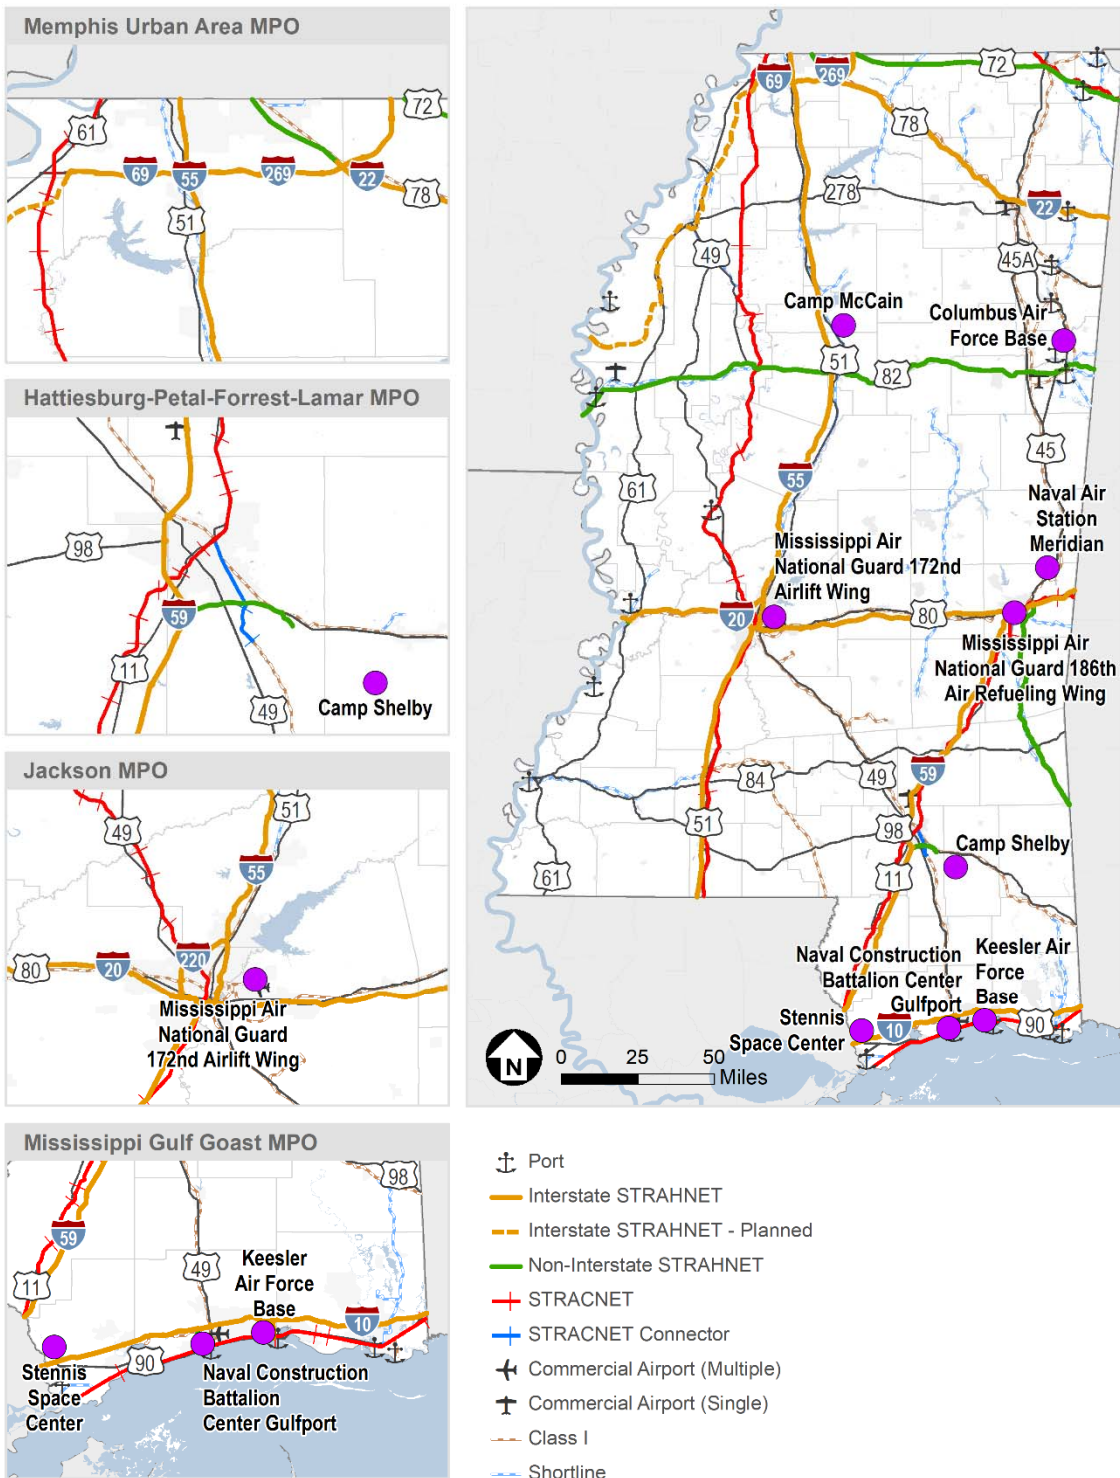 Memphis Urban Area MPO
61
72
69
55
269
22
78
51
Hattiesburg-Petal-Forrest-Lamar MPO
98
59
11
49
Camp Shelby
Jackson MPO
51
49
55
220
80
20
Mississippi Air
National Guard
172nd Airlift Wing
Mississippi Gulf Goast MPO
98
59
11
49
Keesler
Air Force
Base
10
90
Stennis
Space
Center
Naval Construction
Battalion
Center Gulfport
72
69
269
78
278
22
49
45A
Camp McCain
Columbus Air
Force Base
51
82
45
61
55
Naval Air
Station
Meridian
Mississippi Air
National Guard 172nd
Airlift Wing
20
80
Mississippi Air
National Guard 186th
Air Refueling Wing
59
84
49
51
98
Camp Shelby
61
11
Naval Construction
Battalion Center
Gulfport
Keesler Air
Force
Base
Stennis
Space Center
10
90
N
0 25 50
Miles
Port
Interstate STRAHNET
Interstate STRAHNET - Planned
Non-Interstate STRAHNET
STRACNET
STRACNET Connector
Commercial Airport (Multiple)
Commercial Airport (Single)
Class I
Shortline